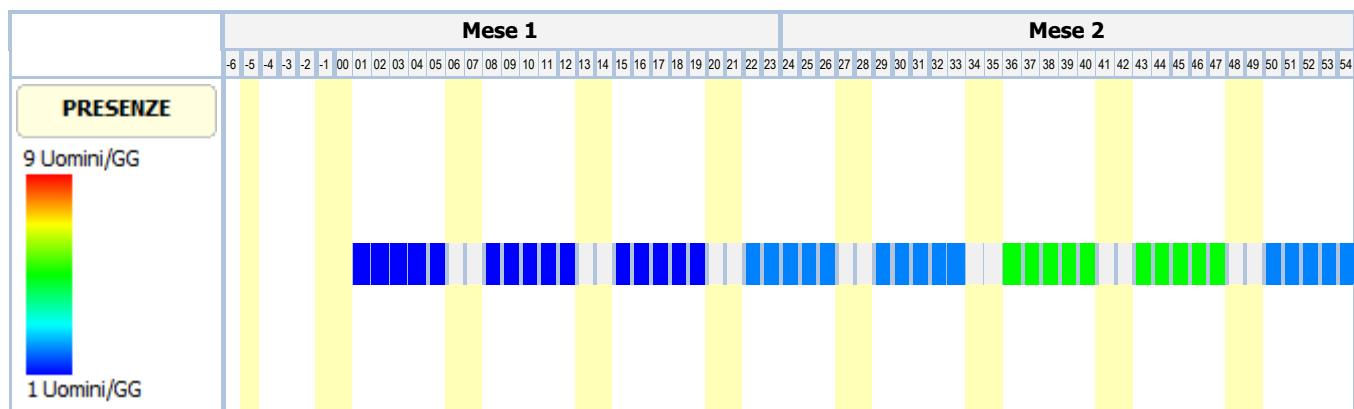 Mese 1 Mese 2
-6 -5 -4 -3 -2 -1 00 01 02 03 04 05 06 07 08 09 10 11 12 13 14 15 16 17 18 19 20 21 22 23 24 25 26 27 28 29 30 31 32 33 34 35 36 37 38 39 40 41 42 43 44 45 46 47 48 49 50 51 52 53 54
PRESENZE
9 Uomini/GG
1 Uomini/GG